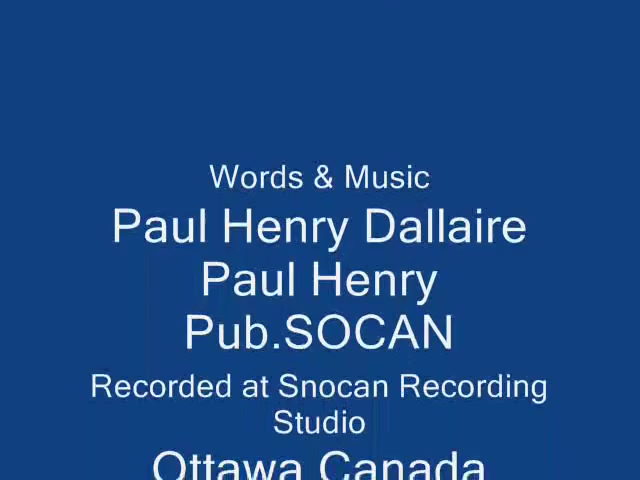 Words & Music
Paul Henry Dallaire
Paul Henry
Pub.SOCAN
Recorded at Snocan Recording
Studio
Ottawa Canada